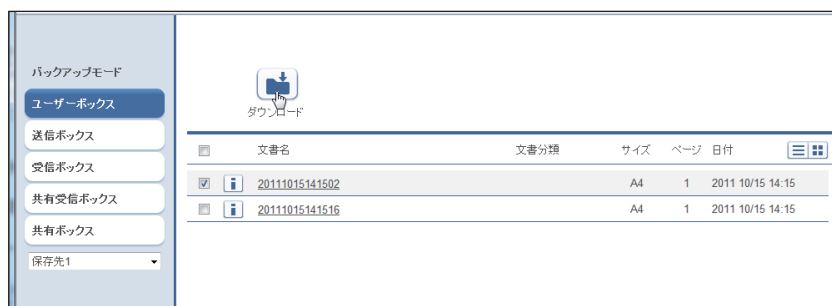 バックアップモード
ユーザーボックス
送信ボックス
受信ボックス
共有受信ボックス
共有ボックス
保存先1
ダウンロード
文書名 文書分類 サイズ ページ 日付
20111015141502 A4 1 2011 10/15 14:15
20111015141516 A4 1 2011 10/15 14:15